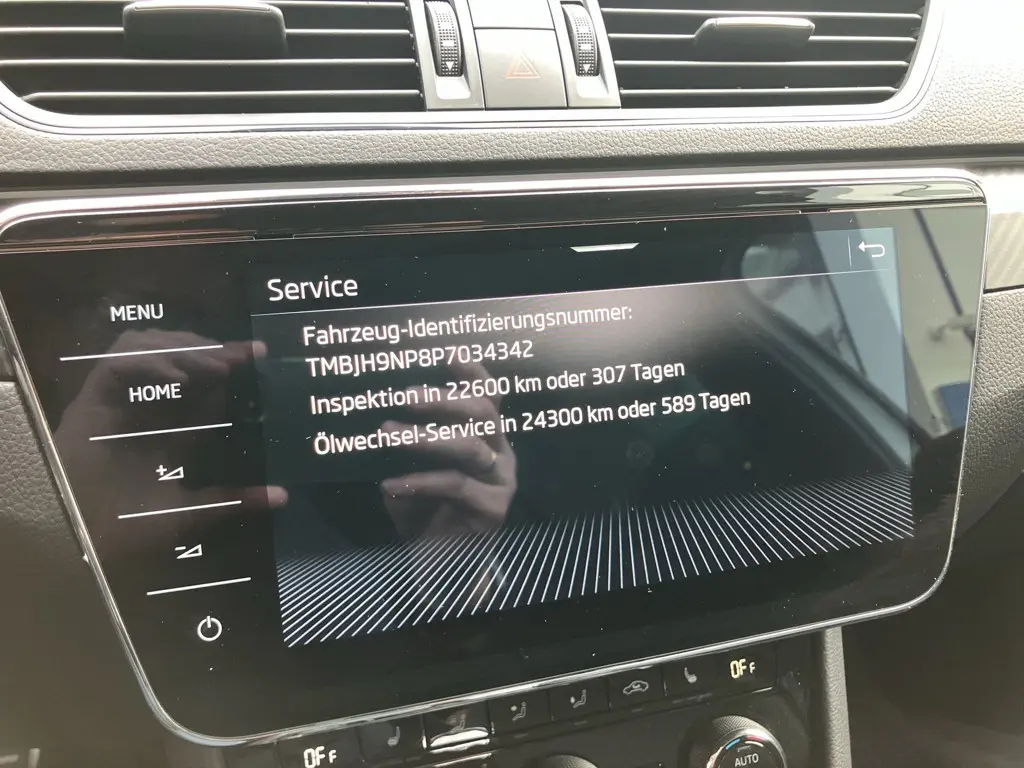 Service
Fahrzeug-Identifizierungsnummer:
TMBJH9NP8P7034342
Inspektion in 22600 km oder 307 Tagen
Ölwechsel-Service in 24300 km oder 589 Tagen
MENU
HOME
OFF
OFF
AUTO